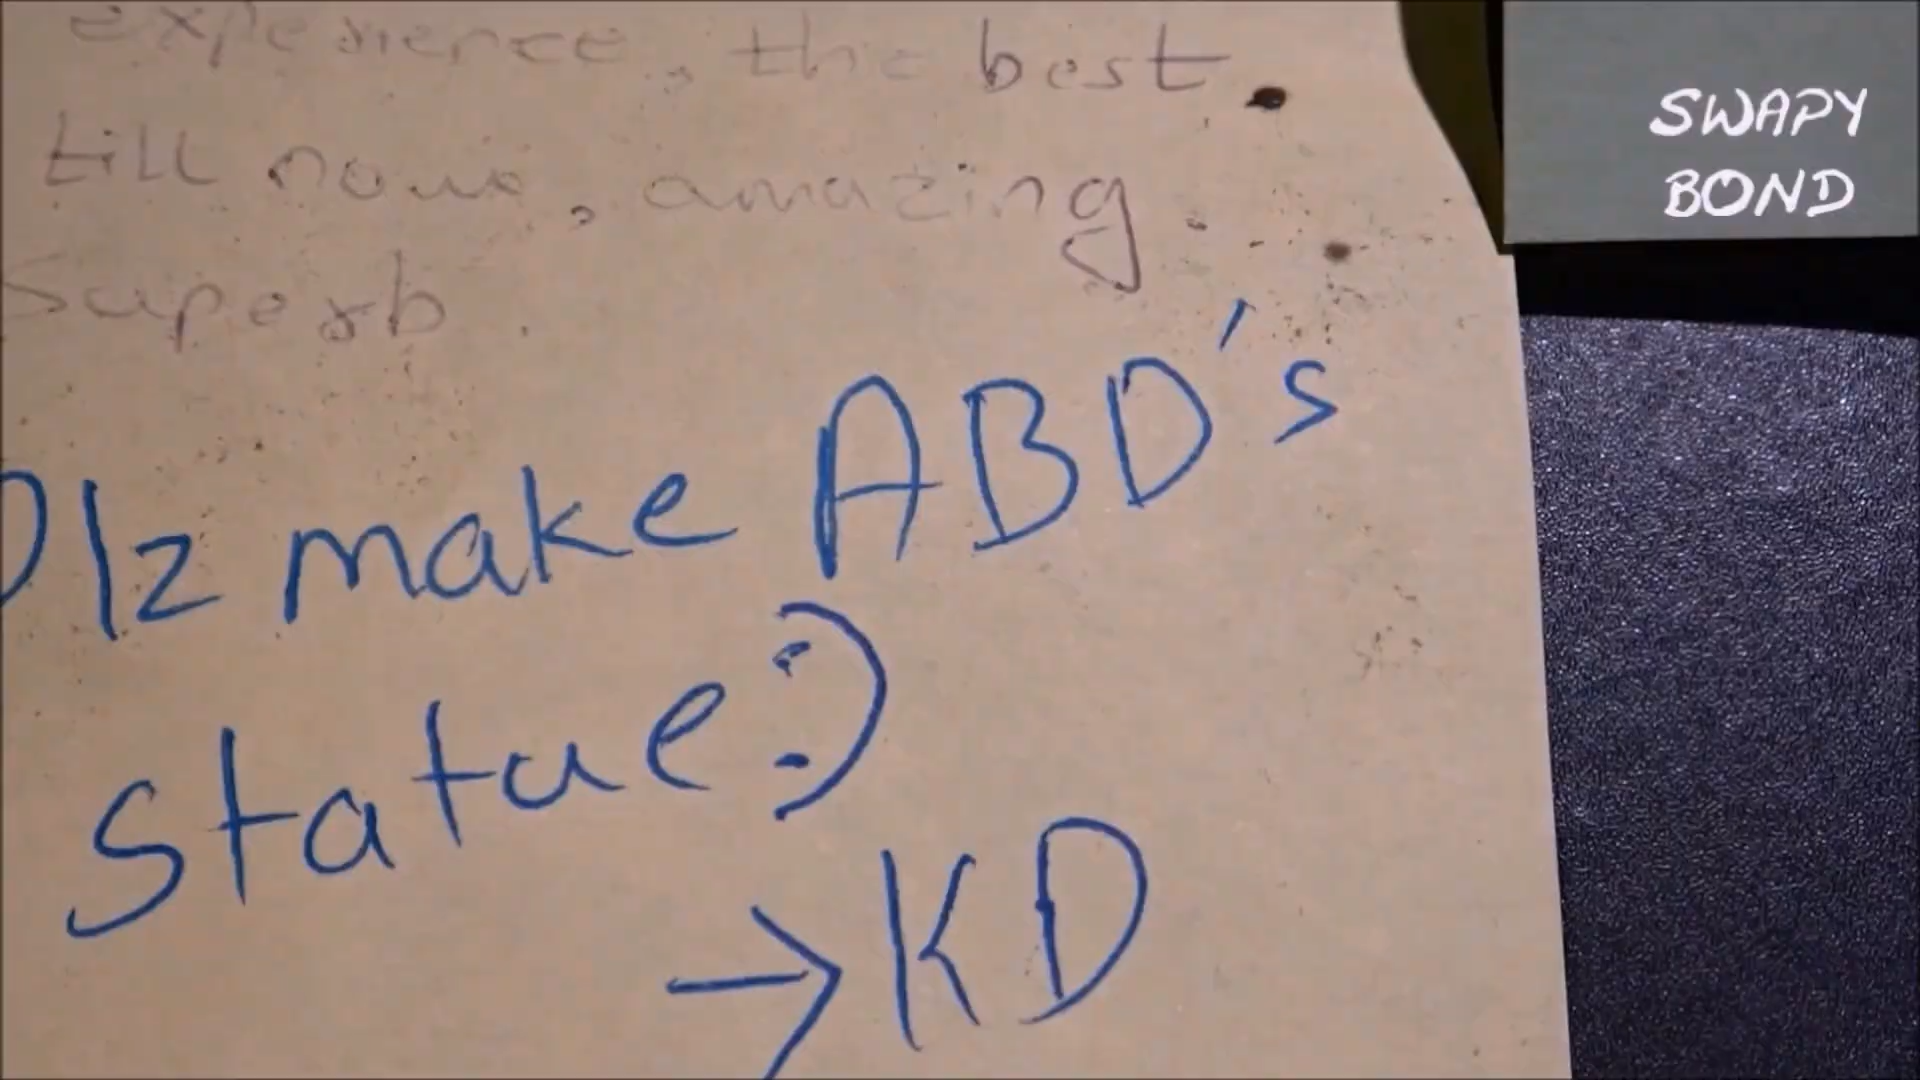 experience, the best.
till now, amazing.
Superb.
Plz make ABD's
statue :)
→ KD
SWAPY
BOND